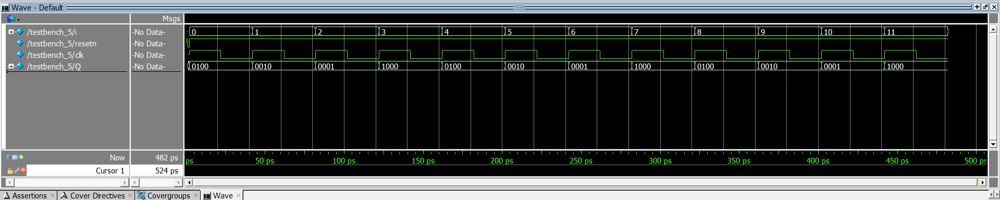 Wave - Default
Msgs
/testbench_5/i -No Data- 0 1 2 3 4 5 6 7 8 9 10 11
/testbench_5/resetn -No Data-
/testbench_5/clk -No Data-
/testbench_5/Q -No Data- 0100 0010 0001 1000 0100 0010 0001 1000 0100 0010 0001 1000
Now 482 ps ps 50 ps 100 ps 150 ps 200 ps 250 ps 300 ps 350 ps 400 ps 450 ps 500 ps
Cursor 1 524 ps
Assertions Cover Directives Covergroups Wave